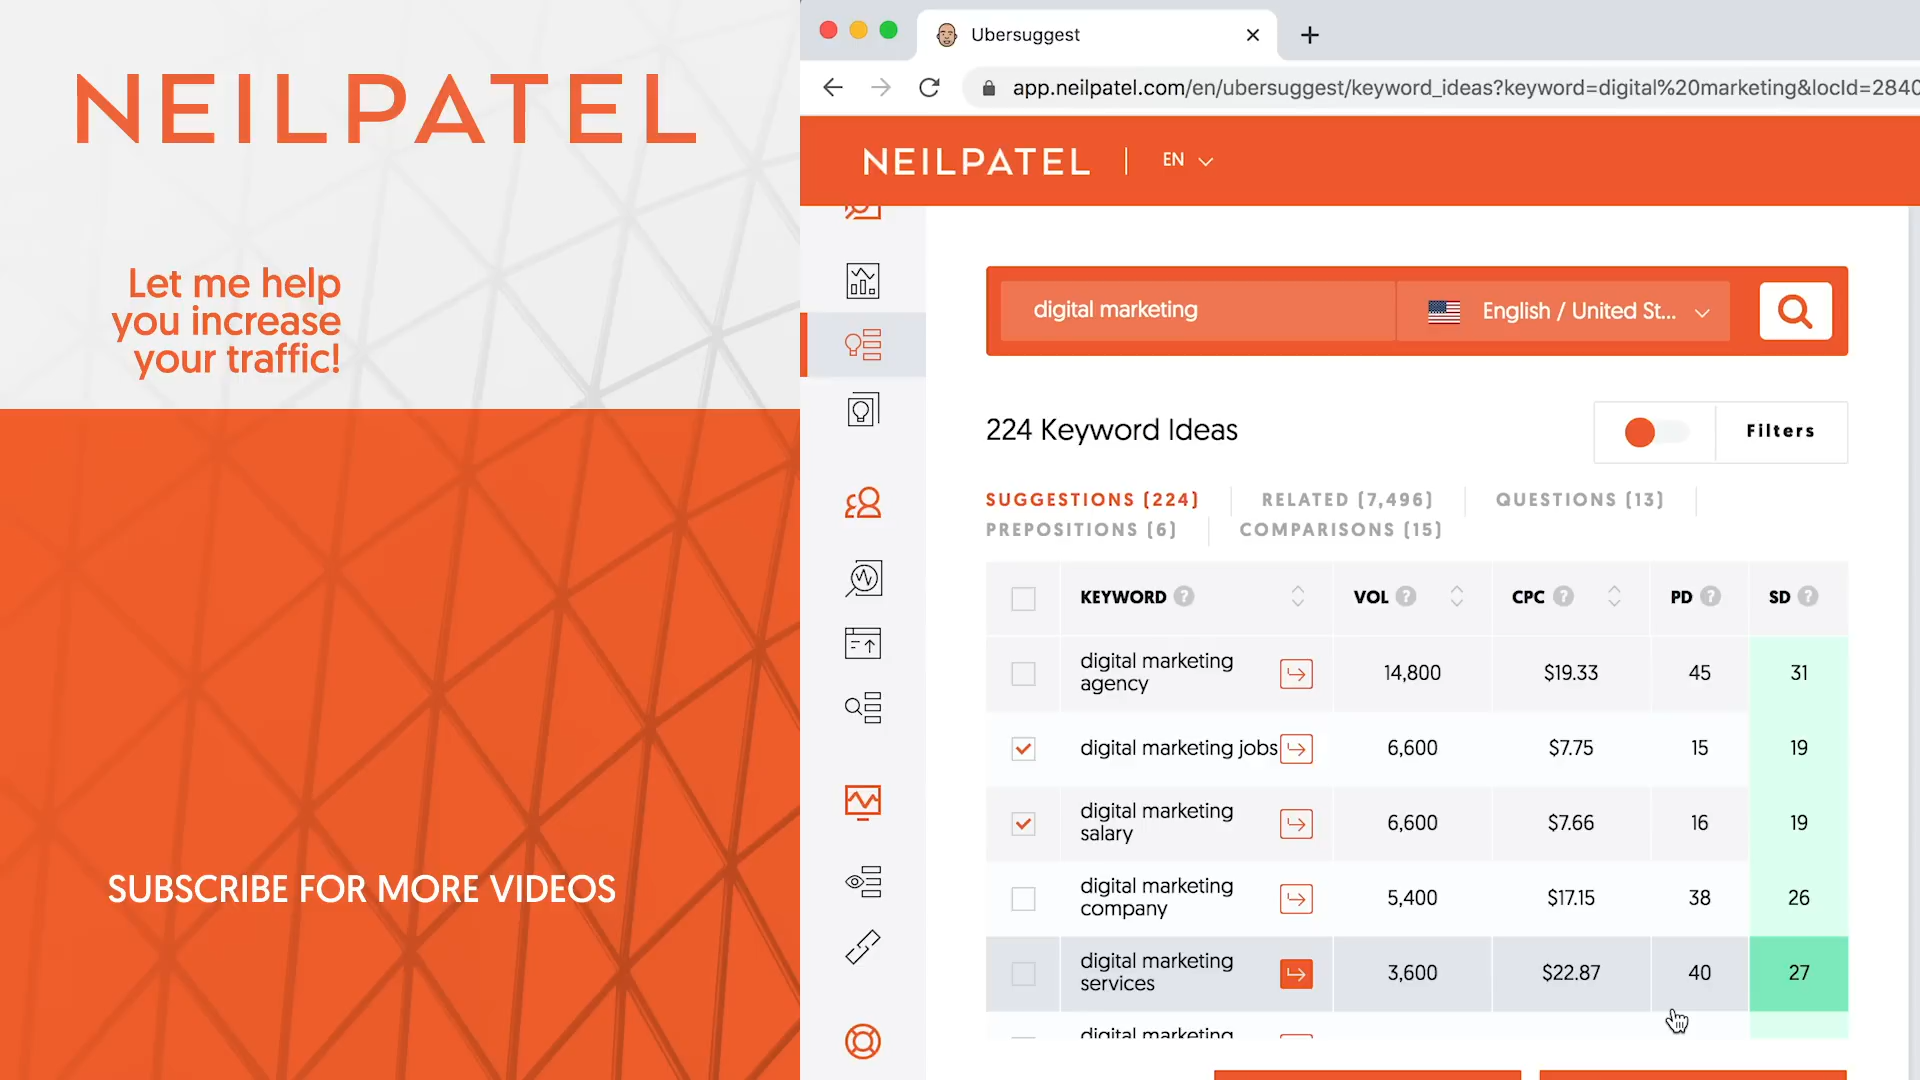 NEILPATEL
Let me help
you increase
your traffic!
SUBSCRIBE FOR MORE VIDEOS
Ubersuggest
app.neilpatel.com/en/ubersuggest/keyword_ideas?keyword=digital%20marketing&locId=2840
NEILPATEL
EN
digital marketing
English / United St...
224 Keyword Ideas
Filters
SUGGESTIONS (224)
RELATED (7,496)
QUESTIONS (13)
PREPOSITIONS (6)
COMPARISONS (15)
KEYWORD ? VOL ? CPC ? PD ? SD ?
digital marketing
agency
14,800 $19.33 45 31
digital marketing jobs 6,600 $7.75 15 19
digital marketing
salary
6,600 $7.66 16 19
digital marketing
company
5,400 $17.15 38 26
digital marketing
services
3,600 $22.87 40 27
digital marketing